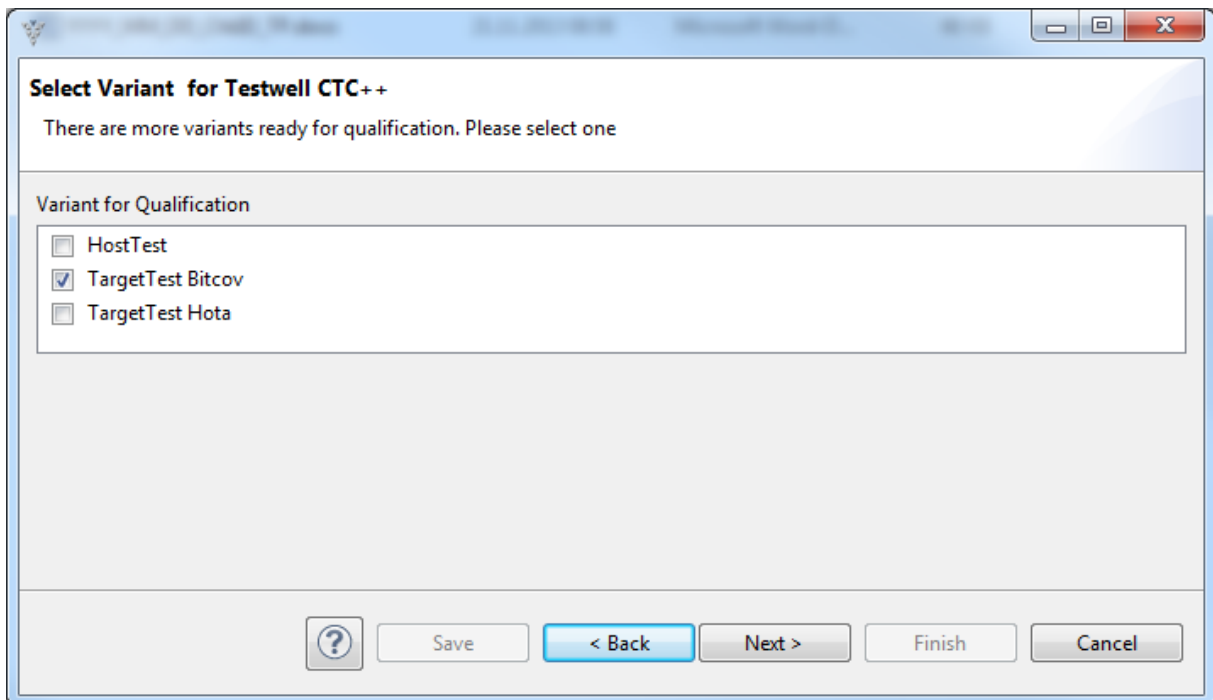 Select Variant for Testwell CTC++
There are more variants ready for qualification. Please select one
Variant for Qualification
HostTest
TargetTest Bitcov
TargetTest Hota
? Save < Back Next > Finish Cancel